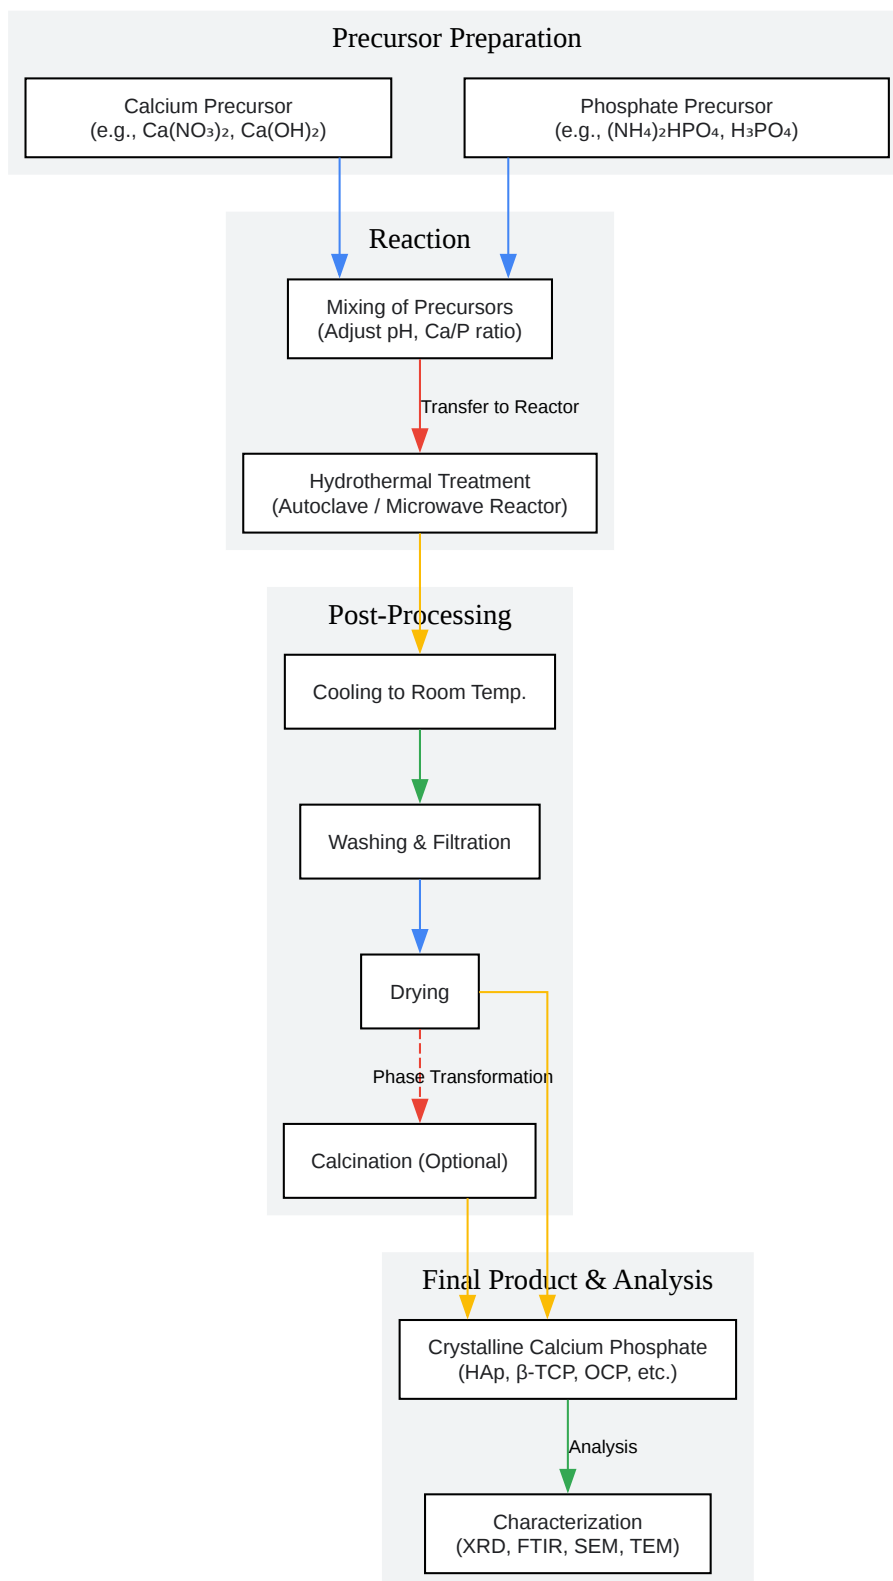 Precursor Preparation
Calcium Precursor
(e.g., Ca(NO₃)₂, Ca(OH)₂)
Phosphate Precursor
(e.g., (NH₄)₂HPO₄, H₃PO₄)
Reaction
Mixing of Precursors
(Adjust pH, Ca/P ratio)
Transfer to Reactor
Hydrothermal Treatment
(Autoclave / Microwave Reactor)
Post-Processing
Cooling to Room Temp.
Washing & Filtration
Drying
Phase Transformation
Calcination (Optional)
Final Product & Analysis
Crystalline Calcium Phosphate
(HAp, β-TCP, OCP, etc.)
Analysis
Characterization
(XRD, FTIR, SEM, TEM)